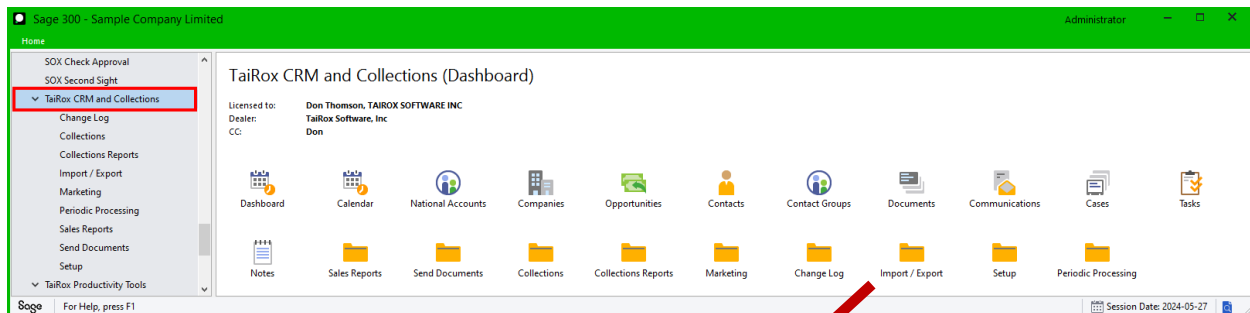 Sage 300 - Sample Company Limited
Administrator
Home
SOX Check Approval
SOX Second Sight
TaiRox CRM and Collections
Change Log
Collections
Collections Reports
Import / Export
Marketing
Periodic Processing
Sales Reports
Send Documents
Setup
TaiRox Productivity Tools
TaiRox CRM and Collections (Dashboard)
Licensed to: Don Thomson, TAIROX SOFTWARE INC
Dealer: TaiRox Software, Inc
CC: Don
Dashboard Calendar National Accounts Companies Opportunities Contacts Contact Groups Documents Communications Cases Tasks
Notes Sales Reports Send Documents Collections Collections Reports Marketing Change Log Import / Export Setup Periodic Processing
Sage For Help, press F1 Session Date: 2024-05-27